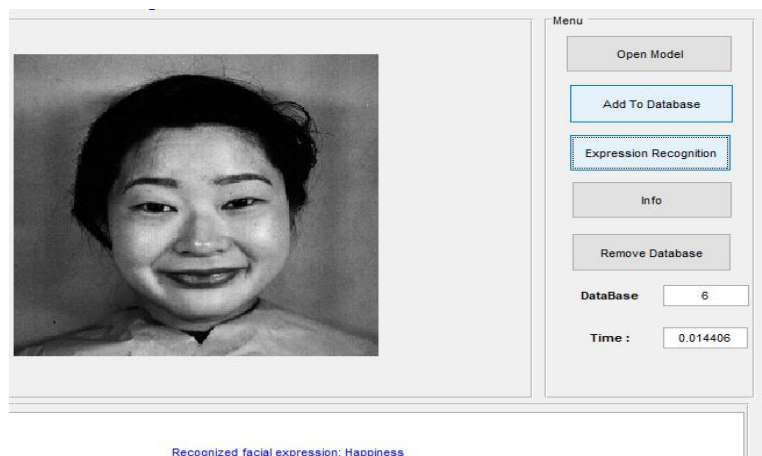 Menu
Open Model
Add To Database
Expression Recognition
Info
Remove Database
DataBase 6
Time : 0.014406
Recognized facial expression: Happiness